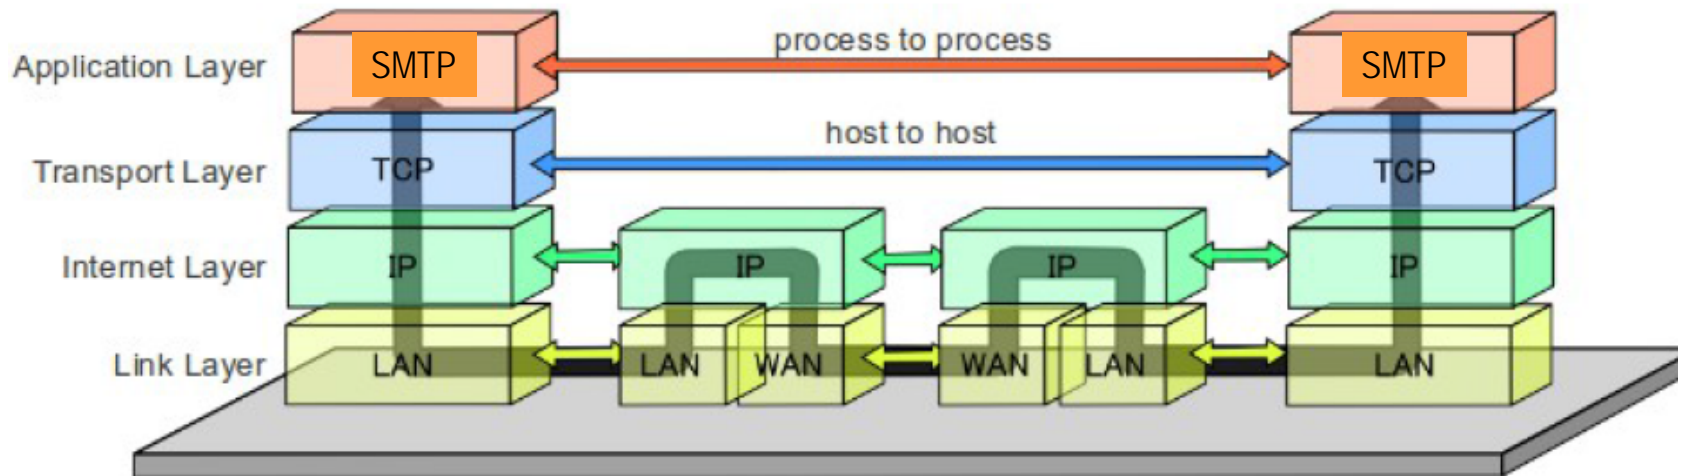 process to process
Application Layer SMTP SMTP
host to host
Transport Layer TCP TCP
Internet Layer IP IP IP IP
Link Layer LAN LAN WAN WAN LAN LAN